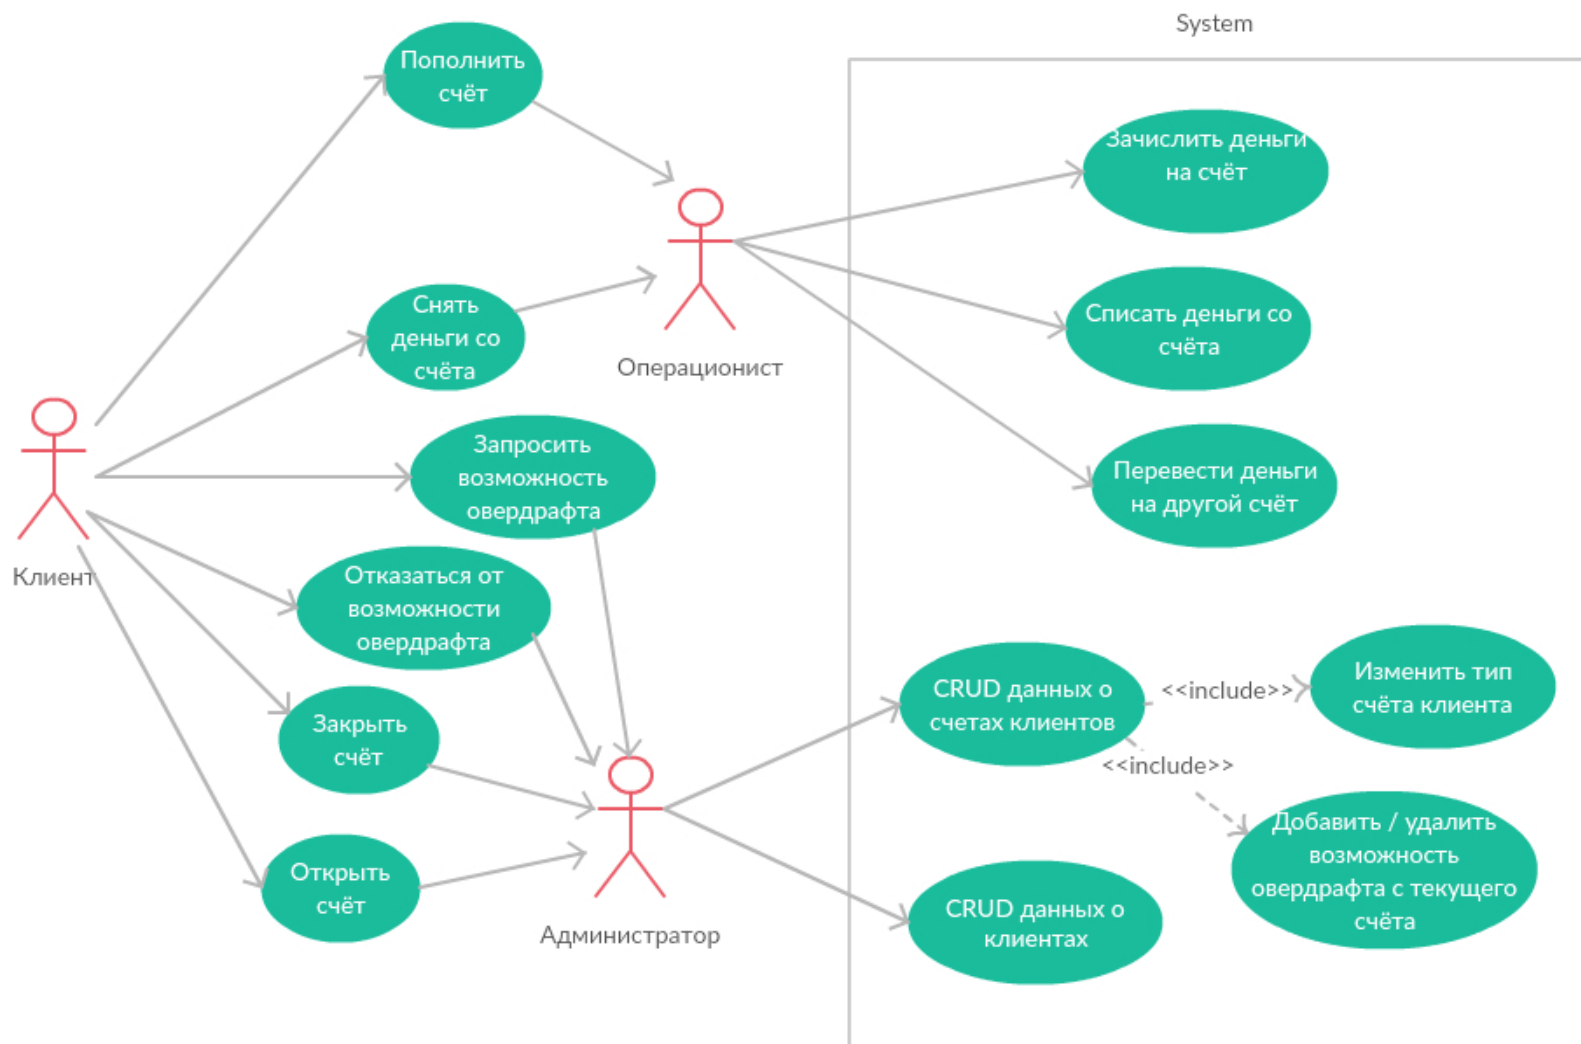 System
Пополнить
счёт
Зачислить деньги
на счёт
Снять
деньги со
счёта
Списать деньги со
счёта
Операционист
Запросить
возможность
овердрафта
Перевести деньги
на другой счёт
Клиент
Отказаться от
возможности
овердрафта
CRUD данных о
счетах клиентов
<<include>>
Изменить тип
счёта клиента
Закрыть
счёт
<<include>>
Добавить / удалить
возможность
овердрафта с текущего
счёта
Открыть
счёт
Администратор
CRUD данных о
клиентах